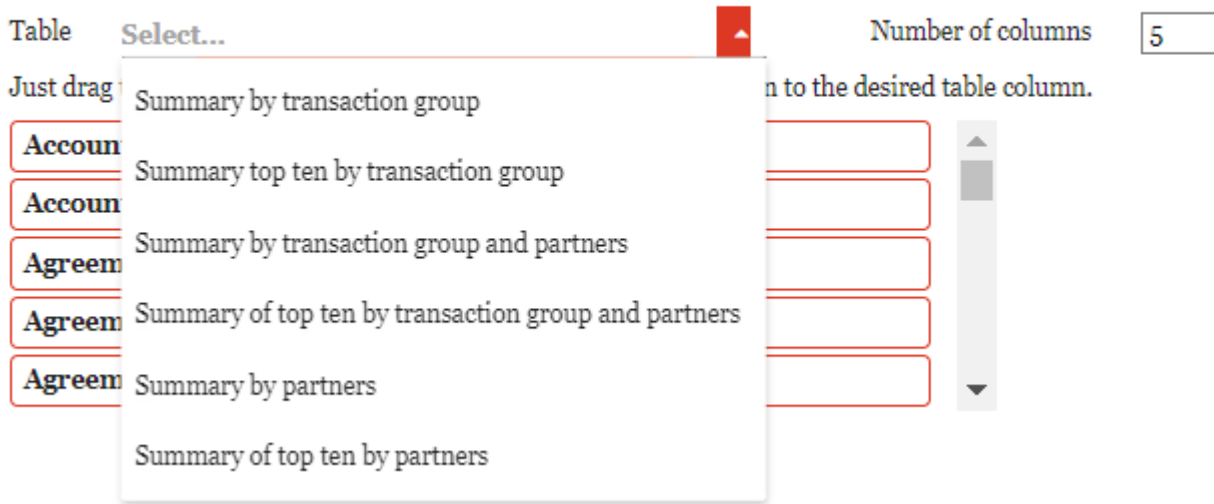 Table Select... Number of columns 5
Just drag n to the desired table column.
Summary by transaction group
Accoun
Summary top ten by transaction group
Accoun
Summary by transaction group and partners
Agreem
Summary of top ten by transaction group and partners
Agreem
Summary by partners
Agreem
Summary of top ten by partners